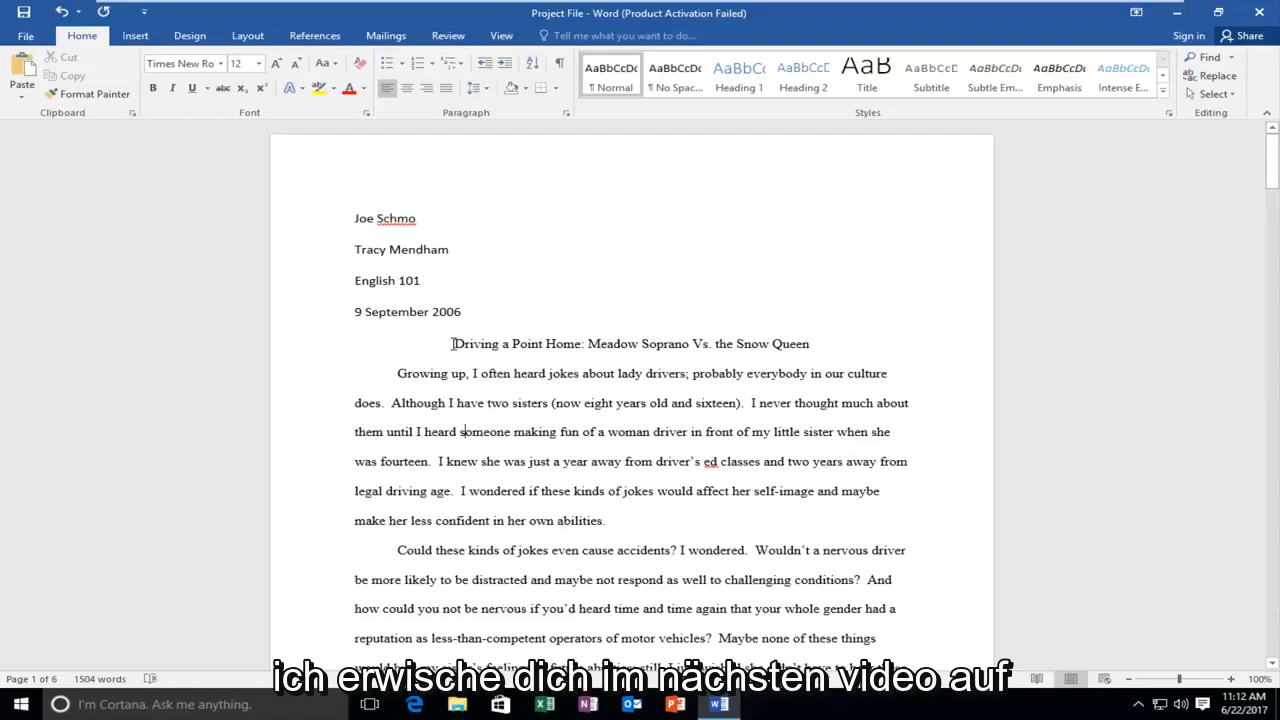 Project File - Word (Product Activation Failed)
File Home Insert Design Layout References Mailings Review View Tell me what you want to do... Sign in Share
Cut
Copy
Paste
Format Painter
Clipboard
Times New Ro 12 Aa
B I U abc X₂ X² A ab A
Font
Paragraph
AaBbCcDc AaBbCcDc AaBbCc AaBbCcD AaB AaBbCcD AaBbCcDc AaBbCcDc AaBbCcDc
¶ Normal ¶ No Spac... Heading 1 Heading 2 Title Subtitle Subtle Em... Emphasis Intense E...
Styles
Find
Replace
Select
Editing
Joe Schmo
Tracy Mendham
English 101
9 September 2006
Driving a Point Home: Meadow Soprano Vs. the Snow Queen
Growing up, I often heard jokes about lady drivers; probably everybody in our culture
does. Although I have two sisters (now eight years old and sixteen). I never thought much about
them until I heard someone making fun of a woman driver in front of my little sister when she
was fourteen. I knew she was just a year away from driver's ed classes and two years away from
legal driving age. I wondered if these kinds of jokes would affect her self-image and maybe
make her less confident in her own abilities.
Could these kinds of jokes even cause accidents? I wondered. Wouldn't a nervous driver
be more likely to be distracted and maybe not respond as well to challenging conditions? And
how could you not be nervous if you'd heard time and time again that your whole gender had a
reputation as less-than-competent operators of motor vehicles? Maybe none of these things
ich erwische dich im nächsten video auf
Page 1 of 6 1504 words 100%
I'm Cortana. Ask me anything.
11:12 AM
6/22/2017